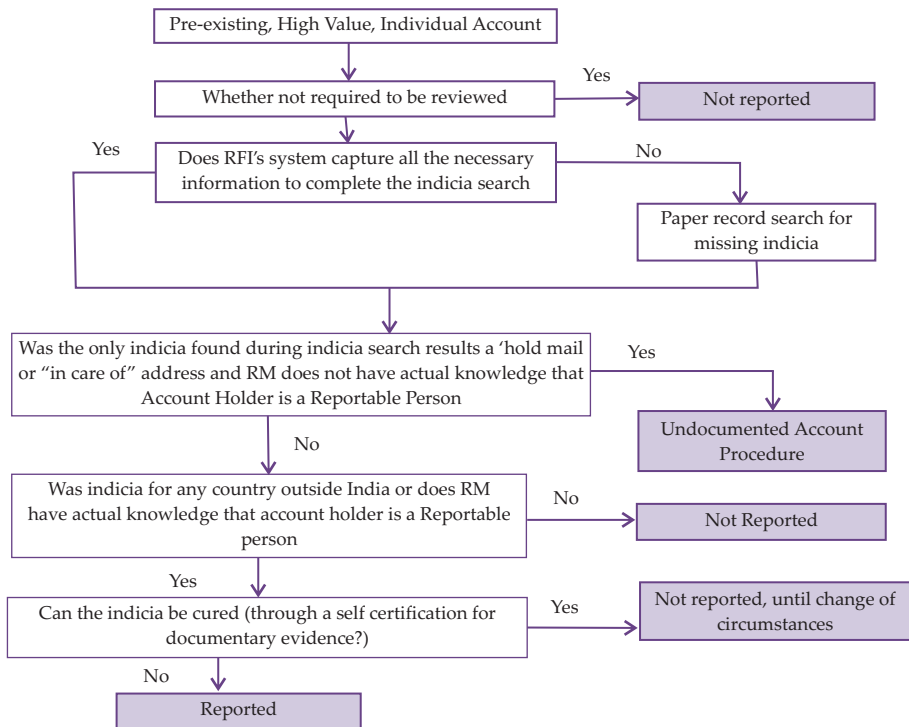 Pre-existing, High Value, Individual Account
Yes
Whether not required to be reviewed
Not reported
Yes
Does RFI's system capture all the necessary
information to complete the indicia search
No
Paper record search for
missing indicia
Was the only indicia found during indicia search results a ‘hold mail
or “in care of” address and RM does not have actual knowledge that
Account Holder is a Reportable Person
Yes
Undocumented Account
Procedure
No
Was indicia for any country outside India or does RM
have actual knowledge that account holder is a Reportable
person
No
Not Reported
Yes
Can the indicia be cured (through a self certification for
documentary evidence?)
Yes
Not reported, until change of
circumstances
No
Reported